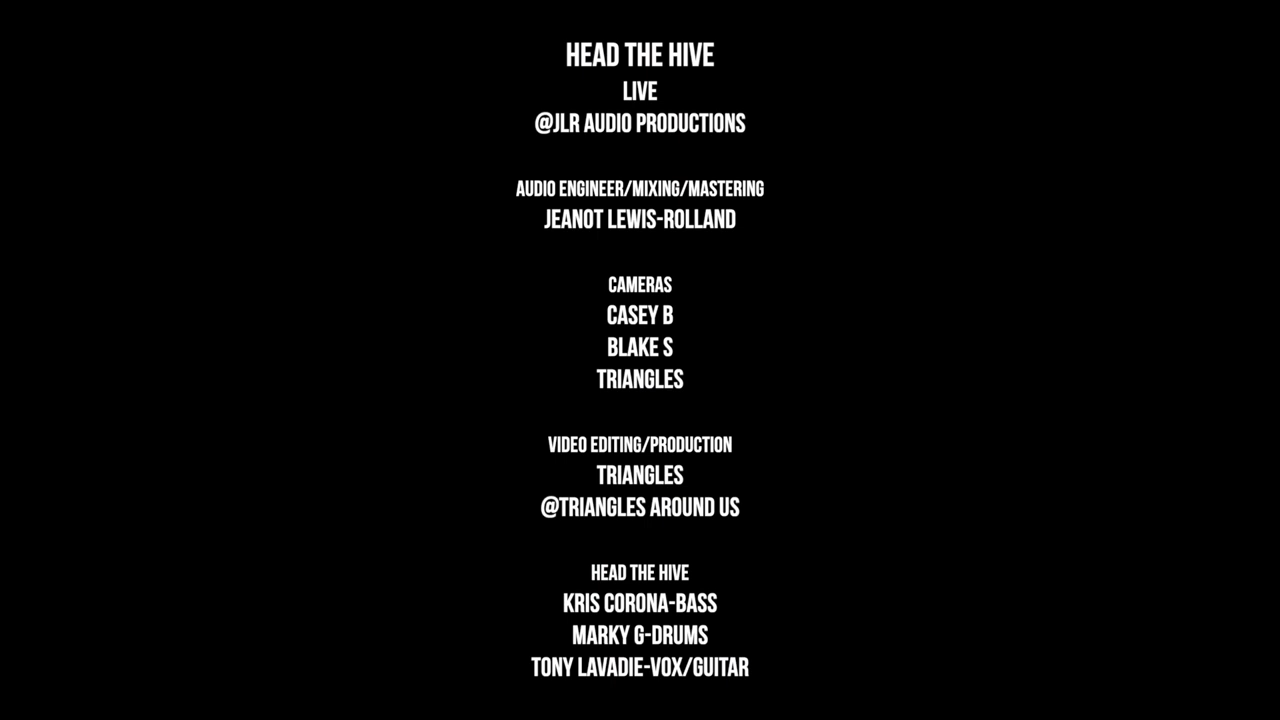 HEAD THE HIVE
LIVE
@JLR AUDIO PRODUCTIONS
AUDIO ENGINEER/MIXING/MASTERING
JEANOT LEWIS-ROLLAND
CAMERAS
CASEY B
BLAKE S
TRIANGLES
VIDEO EDITING/PRODUCTION
TRIANGLES
@TRIANGLES AROUND US
HEAD THE HIVE
KRIS CORONA-BASS
MARKY G-DRUMS
TONY LAVADIE-VOX/GUITAR